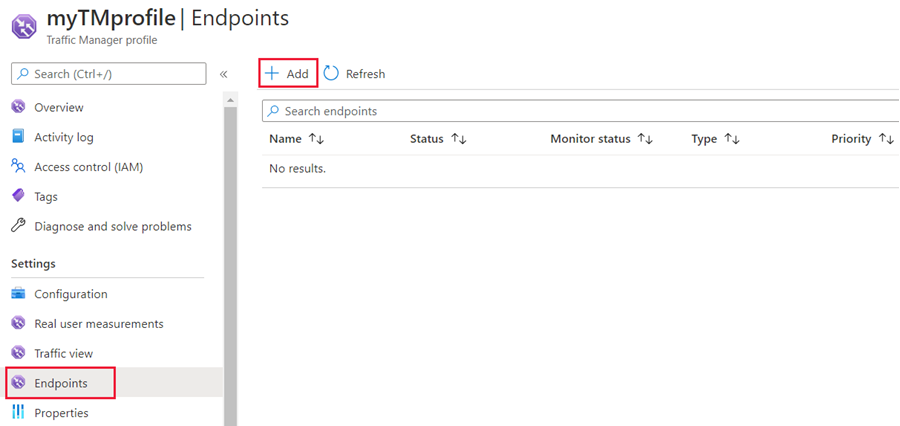 myTMprofile | Endpoints
Traffic Manager profile
Search (Ctrl+/)
«
Overview
Activity log
Access control (IAM)
Tags
Diagnose and solve problems
Settings
Configuration
Real user measurements
Traffic view
Endpoints
Properties
+ Add Refresh
Search endpoints
Name ↑↓ Status ↑↓ Monitor status ↑↓ Type ↑↓ Priority ↑↓
No results.